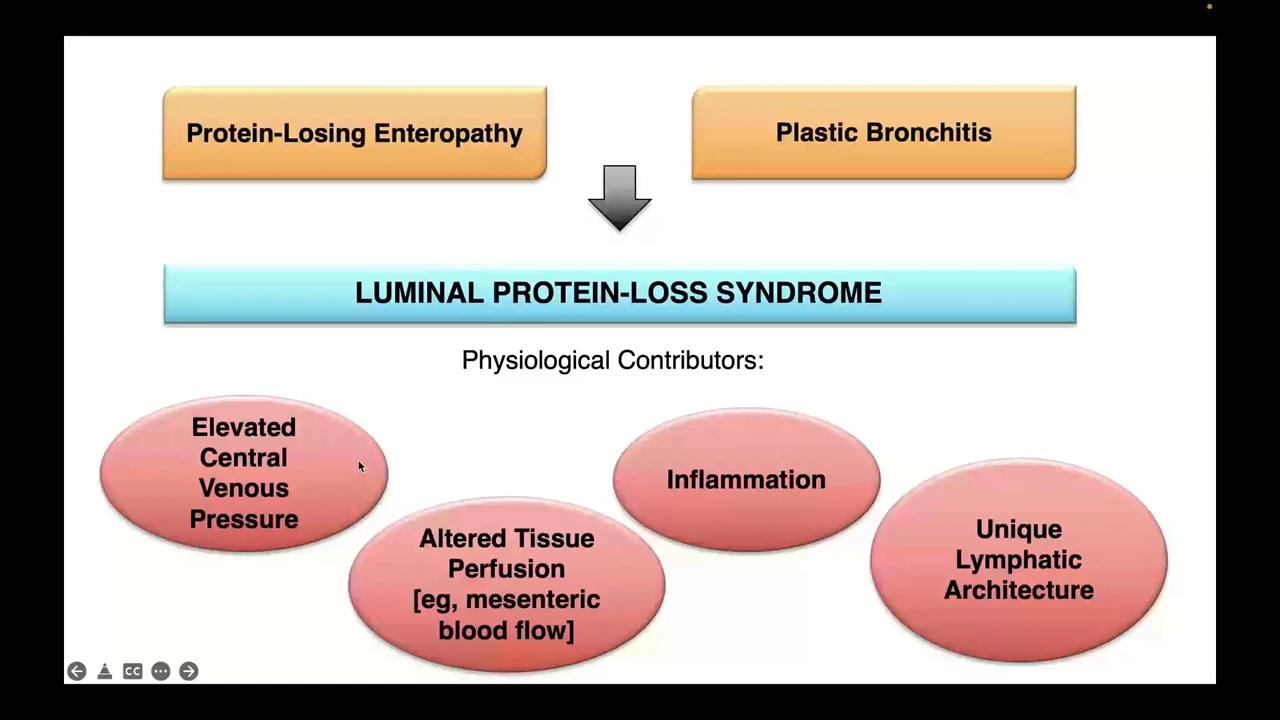 Protein-Losing Enteropathy
Plastic Bronchitis
LUMINAL PROTEIN-LOSS SYNDROME
Physiological Contributors:
Elevated
Central
Venous
Pressure
Altered Tissue
Perfusion
[eg, mesenteric
blood flow]
Inflammation
Unique
Lymphatic
Architecture
CC